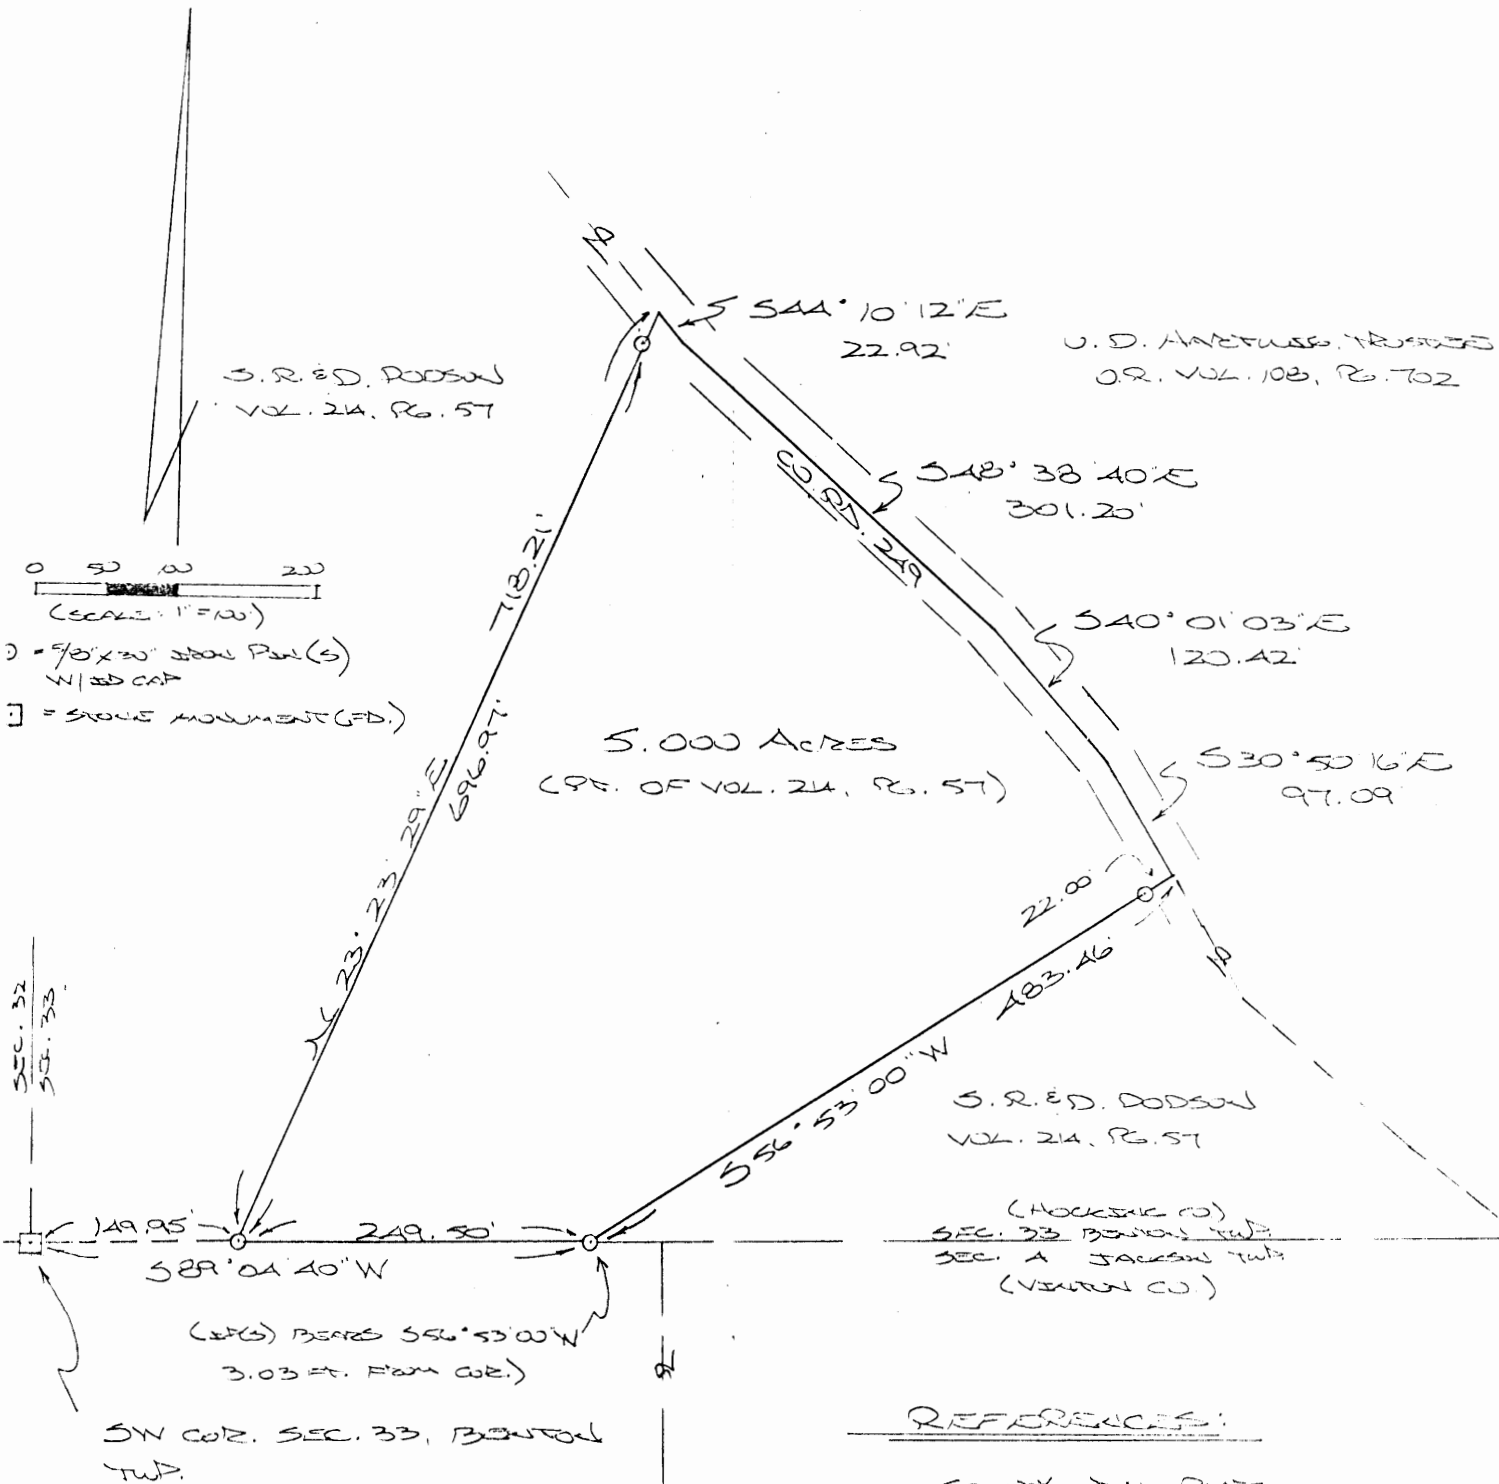 S44°10'12"E
22.92'
U.D. HARTLUSE, TRUSTEE
O.R. VOL. 108, PG. 702
S.R. & D. DODSON
VOL. 214, PG. 57
S48°38'40"E
301.20'
CO. RD. 249
718.21'
0 50 100 200
(SCALE: 1"=100')
= 5/8"X30" IRON PIN(S)
W/ID CAP
= STONE MONUMENT (FD.)
S40°01'03"E
120.42'
5.000 ACRES
(PT. OF VOL. 214, PG. 57)
S30°50'16"E
97.09'
N 23°23'29"E
696.97'
22.00'
483.46'
S56°53'00"W
SEC. 32
SEC. 33
S.R. & D. DODSON
VOL. 214, PG. 57
149.95'
249.50'
S89°04'40"W
(HOCKING CO)
SEC. 33 BENTON TWP.
SEC. 4 JACKSON TWP.
(VINTON CO.)
(IP(S) BEARS S56°53'00"W
3.03 FT. FROM COR.)
SW COR. SEC. 33, BENTON
TWP.
REFERENCES: